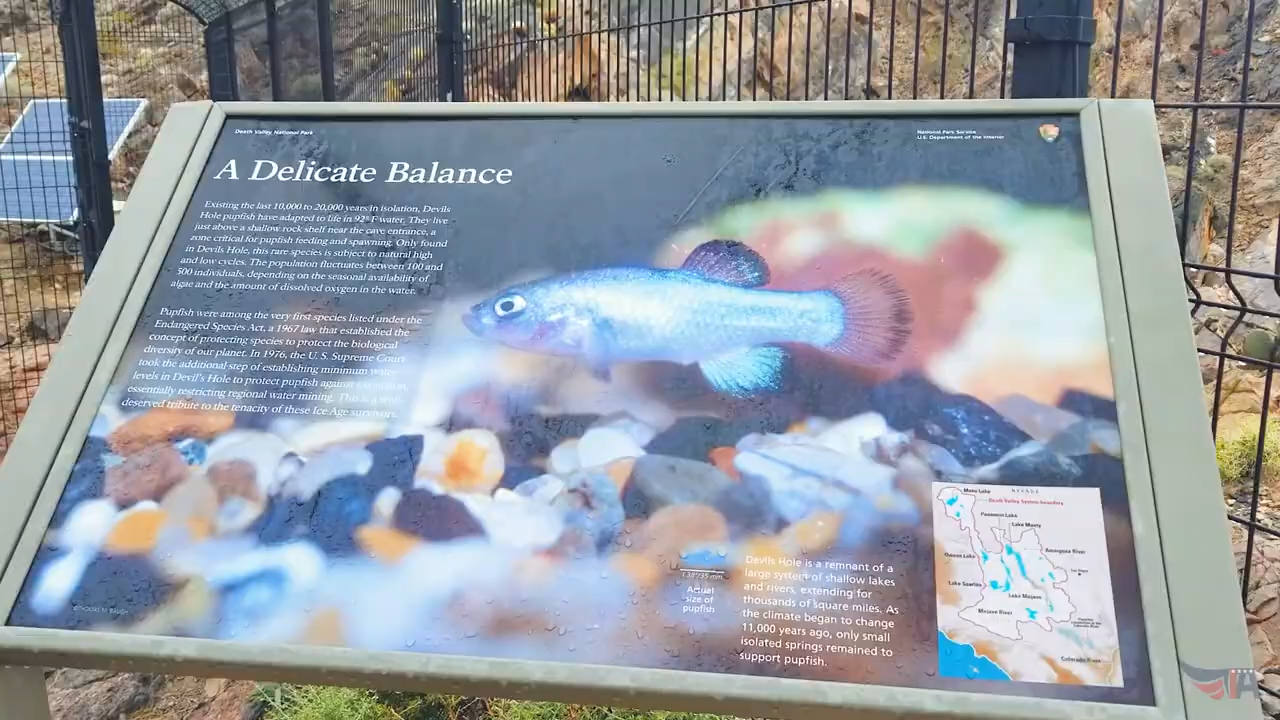 Death Valley National Park
National Park Service
U.S. Department of the Interior
A Delicate Balance
Existing the last 10,000 to 20,000 years in isolation, Devils
Hole pupfish have adapted to life in 92° F water. They live
just above a shallow rock shelf near the cave entrance, a
zone critical for pupfish feeding and spawning. Only found
in Devils Hole, this rare species is subject to natural high
and low cycles. The population fluctuates between 100 and
500 individuals, depending on the seasonal availability of
algae and the amount of dissolved oxygen in the water.
Pupfish were among the very first species listed under the
Endangered Species Act, a 1967 law that established the
concept of protecting species to protect the biological
diversity of our planet. In 1976, the U. S. Supreme Court
took the additional step of establishing minimum water
levels in Devil's Hole to protect pupfish against
essentially restricting regional water mining. This is a
deserved tribute to the tenacity of these Ice Age survivors.
35 mm
Actual
size of
pupfish
Devils Hole is a remnant of a
large system of shallow lakes
and rivers, extending for
thousands of square miles. As
the climate began to change
11,000 years ago, only small
isolated springs remained to
support pupfish.
NEVADA
Mono Lake
Death Valley System boundary
Panamint Lake
Lake Manly
Owens Lake
Amargosa River
Las Vegas
Lake Searles
Lake Mojave
Mojave River
Colorado River
IA